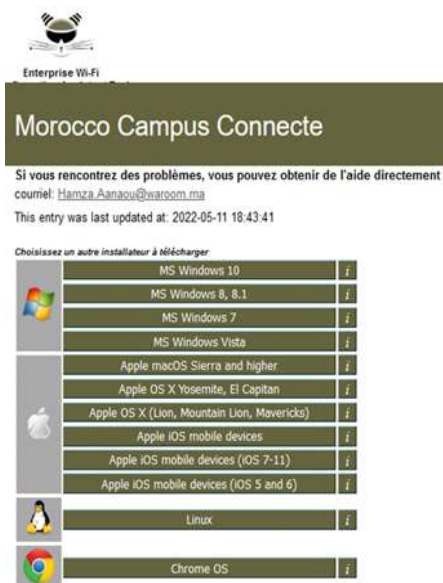 Enterprise Wi-Fi
Morocco Campus Connecte
Si vous rencontrez des problèmes, vous pouvez obtenir de l'aide directement
courriel: Hamza.Aanaou@waroom.ma
This entry was last updated at: 2022-05-11 18:43:41
Choisissez un autre installateur à télécharger
MS Windows 10 i
MS Windows 8, 8.1 i
MS Windows 7 i
MS Windows Vista i
Apple macOS Sierra and higher i
Apple OS X Yosemite, El Capitan i
Apple OS X (Lion, Mountain Lion, Mavericks) i
Apple iOS mobile devices i
Apple iOS mobile devices (iOS 7-11) i
Apple iOS mobile devices (iOS 5 and 6) i
Linux i
Chrome OS i